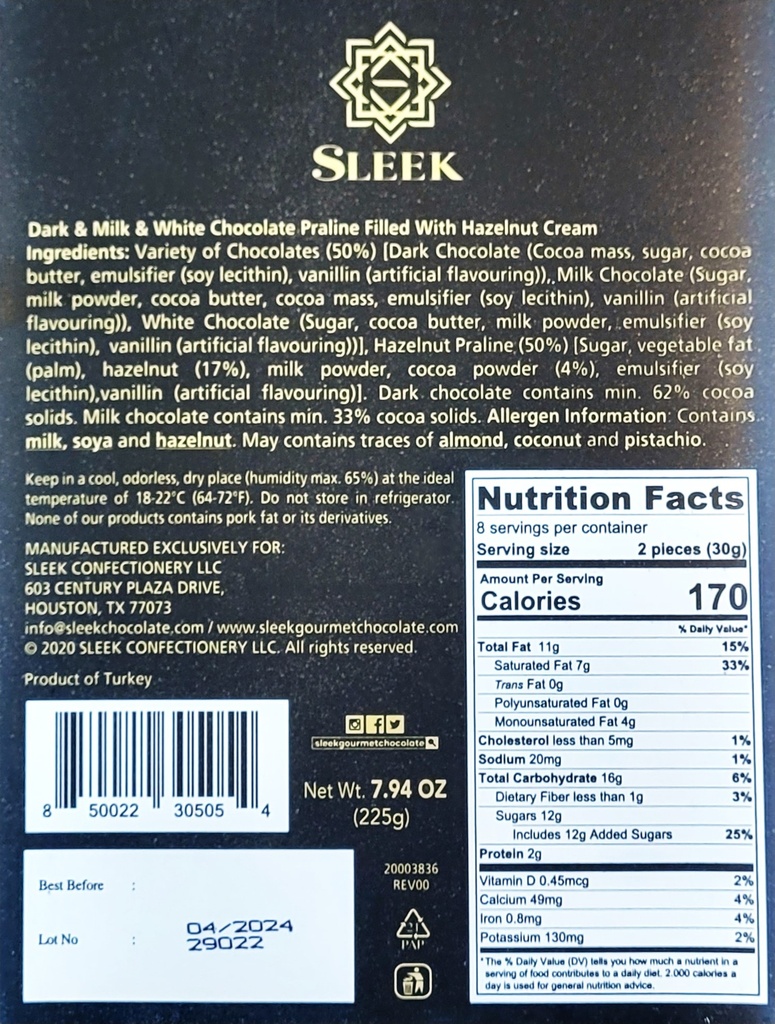 SLEEK
Dark & Milk & White Chocolate Praline Filled With Hazelnut Cream
Ingredients: Variety of Chocolates (50%) [Dark Chocolate (Cocoa mass, sugar, cocoa
butter, emulsifier (soy lecithin), vanillin (artificial flavouring)), Milk Chocolate (Sugar,
milk powder, cocoa butter, cocoa mass, emulsifier (soy lecithin), vanillin (artificial
flavouring)), White Chocolate (Sugar, cocoa butter, milk powder, emulsifier (soy
lecithin), vanillin (artificial flavouring))], Hazelnut Praline (50%) [Sugar, vegetable fat
(palm), hazelnut (17%), milk powder, cocoa powder (4%), emulsifier (soy
lecithin),vanillin (artificial flavouring)]. Dark chocolate contains min. 62% cocoa
solids. Milk chocolate contains min. 33% cocoa solids. Allergen Information: Contains
milk, soya and hazelnut. May contains traces of almond, coconut and pistachio.
Keep in a cool, odorless, dry place (humidity max. 65%) at the ideal
temperature of 18-22°C (64-72°F). Do not store in refrigerator.
None of our products contains pork fat or its derivatives.
MANUFACTURED EXCLUSIVELY FOR:
SLEEK CONFECTIONERY LLC
603 CENTURY PLAZA DRIVE,
HOUSTON, TX 77073
info@sleekchocolate.com / www.sleekgourmetchocolate.com
© 2020 SLEEK CONFECTIONERY LLC. All rights reserved.
Product of Turkey
8 50022 30505 4
sleekgourmetchocolate
Net Wt. 7.94 OZ
(225g)
Best Before :
04/2024
Lot No : 29022
20003836
REV00
21
PAP
Nutrition Facts
8 servings per container
Serving size 2 pieces (30g)
Amount Per Serving
Calories 170
% Daily Value*
Total Fat 11g 15%
Saturated Fat 7g 33%
Trans Fat 0g
Polyunsaturated Fat 0g
Monounsaturated Fat 4g
Cholesterol less than 5mg 1%
Sodium 20mg 1%
Total Carbohydrate 16g 6%
Dietary Fiber less than 1g 3%
Sugars 12g
Includes 12g Added Sugars 25%
Protein 2g
Vitamin D 0.45mcg 2%
Calcium 49mg 4%
Iron 0.8mg 4%
Potassium 130mg 2%
*The % Daily Value (DV) tells you how much a nutrient in a
serving of food contributes to a daily diet. 2.000 calories a
day is used for general nutrition advice.